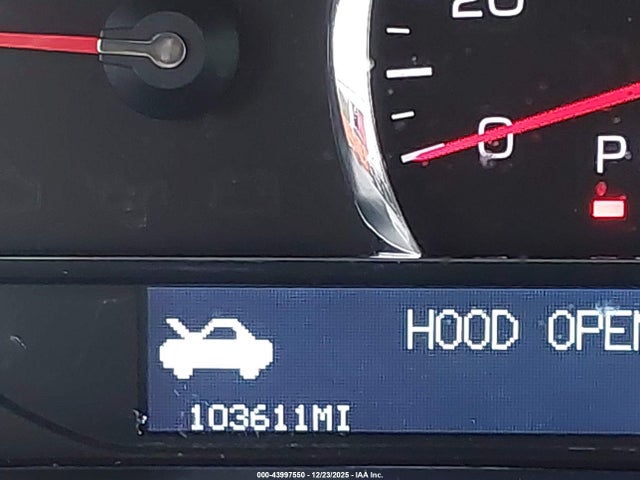 20
0
P
HOOD OPEN
103611MI
000-43997550 - 12/23/2025 - IAA Inc.